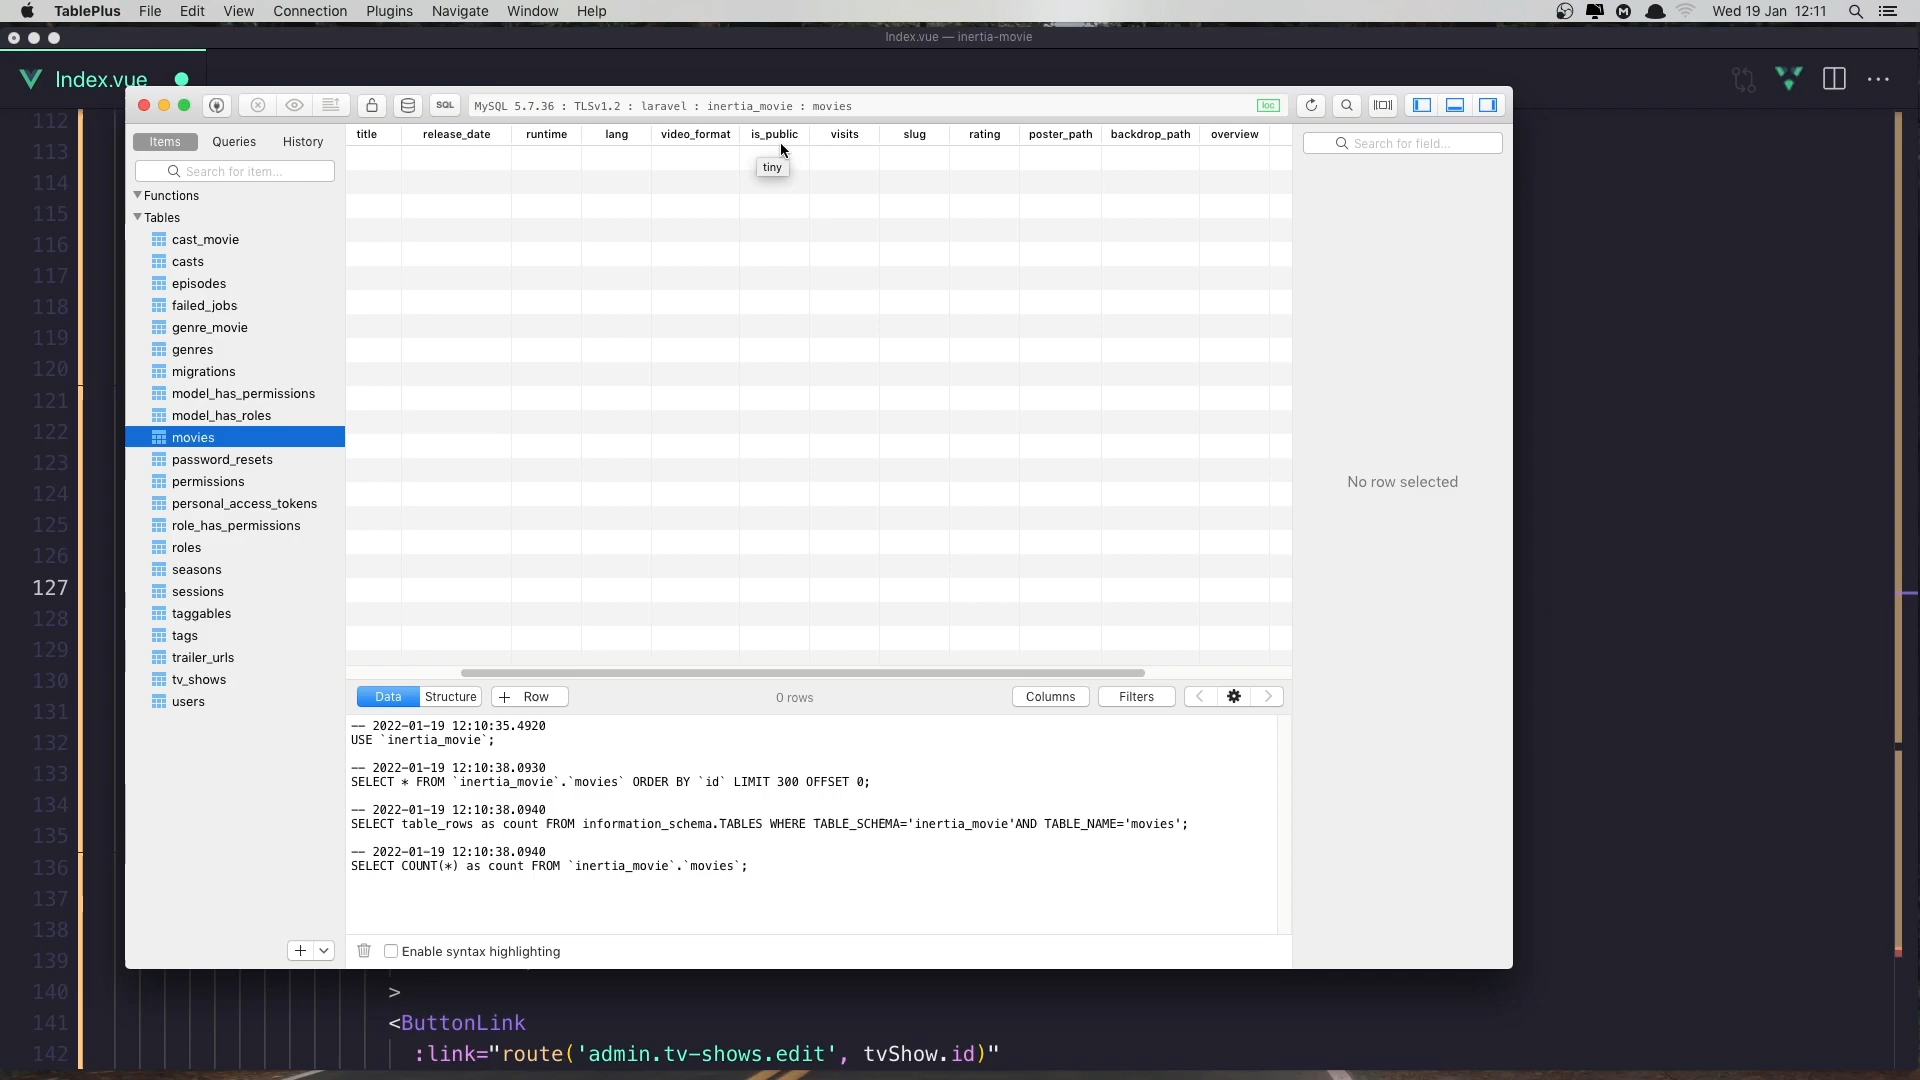 TablePlus File Edit View Connection Plugins Navigate Window Help
Wed 19 Jan 12:11
Index.vue — inertia-movie
Index.vue
SQL
MySQL 5.7.36 : TLSv1.2 : laravel : inertia_movie : movies
loc
Items Queries History
Search for item...
Functions
Tables
cast_movie
casts
episodes
failed_jobs
genre_movie
genres
migrations
model_has_permissions
model_has_roles
movies
password_resets
permissions
personal_access_tokens
role_has_permissions
roles
seasons
sessions
taggables
tags
trailer_urls
tv_shows
users
title release_date runtime lang video_format is_public visits slug rating poster_path backdrop_path overview
tiny
Search for field...
No row selected
Data Structure + Row
0 rows
Columns Filters
-- 2022-01-19 12:10:35.4920
USE `inertia_movie`;
-- 2022-01-19 12:10:38.0930
SELECT * FROM `inertia_movie`.`movies` ORDER BY `id` LIMIT 300 OFFSET 0;
-- 2022-01-19 12:10:38.0940
SELECT table_rows as count FROM information_schema.TABLES WHERE TABLE_SCHEMA='inertia_movie'AND TABLE_NAME='movies';
-- 2022-01-19 12:10:38.0940
SELECT COUNT(*) as count FROM `inertia_movie`.`movies`;
Enable syntax highlighting
112
113
114
115
116
117
118
119
120
121
122
123
124
125
126
127
128
129
130
131
132
133
134
135
136
137
138
139
140 >
141 <ButtonLink
142 :link="route('admin.tv-shows.edit', tvShow.id)"